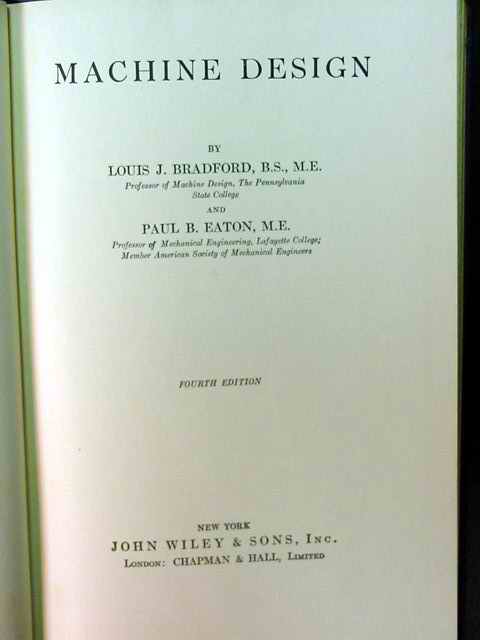 MACHINE DESIGN
BY
LOUIS J. BRADFORD, B.S., M.E.
Professor of Machine Design, The Pennsylvania
State College
AND
PAUL B. EATON, M.E.
Professor of Mechanical Engineering, Lafayette College;
Member American Society of Mechanical Engineers
FOURTH EDITION
NEW YORK
JOHN WILEY & SONS, Inc.
London: CHAPMAN & HALL, Limited